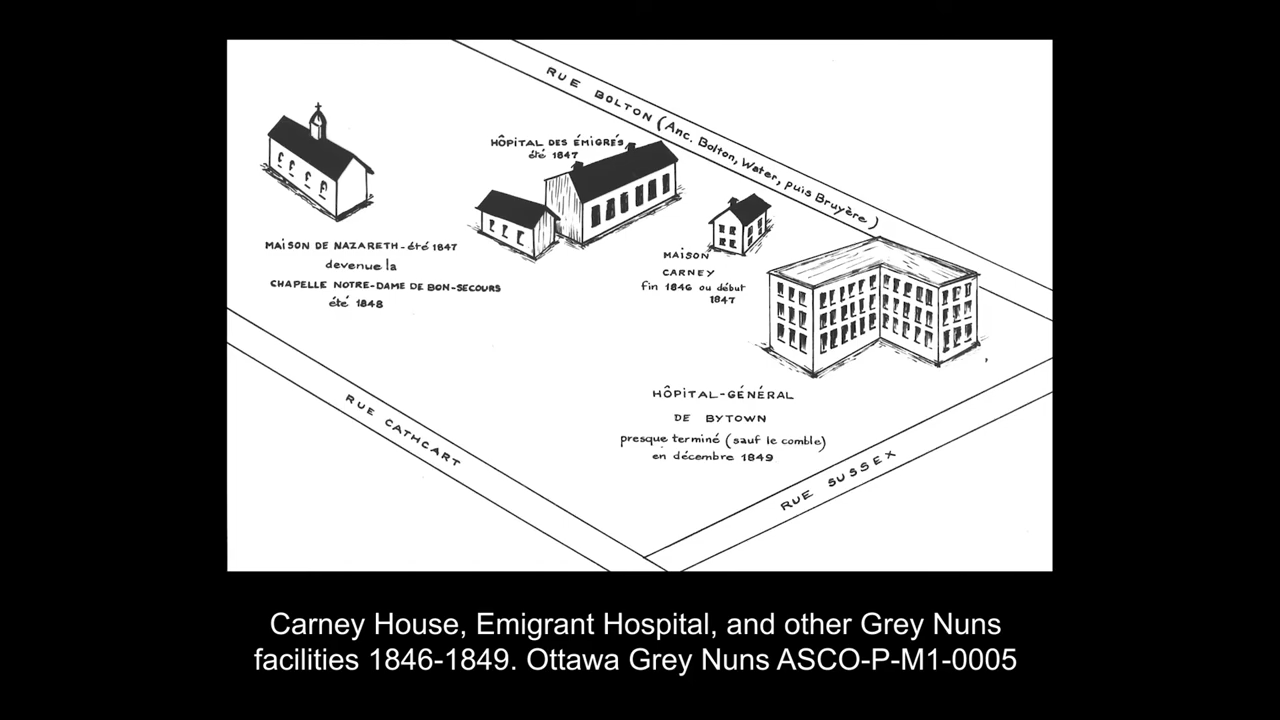 RUE BOLTON (Anc. Bolton, Water, puis Bruyère)
HÔPITAL DES ÉMIGRÉS
été 1847
MAISON DE NAZARETH - été 1847
devenue la
CHAPELLE NOTRE-DAME DE BON-SECOURS
été 1848
MAISON
CARNEY
fin 1846 ou début
1847
HÔPITAL-GÉNÉRAL
DE BYTOWN
presque terminé (sauf le comble)
en décembre 1849
RUE CATHCART
RUE SUSSEX
Carney House, Emigrant Hospital, and other Grey Nuns
facilities 1846-1849. Ottawa Grey Nuns ASCO-P-M1-0005